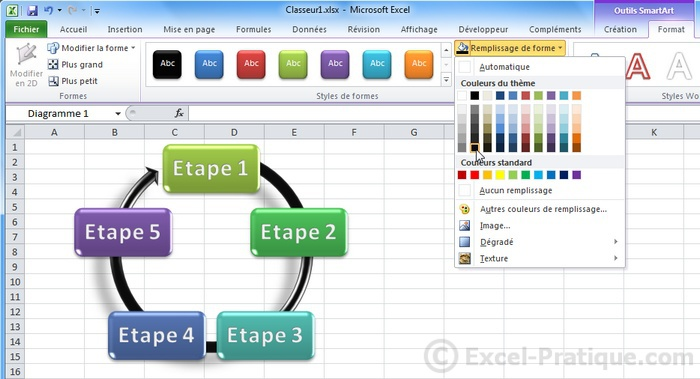 Classeur1.xlsx - Microsoft Excel
Outils SmartArt
Fichier Accueil Insertion Mise en page Formules Données Révision Affichage Développeur Compléments Création Format
Modifier en 2D
Modifier la forme
Plus grand
Plus petit
Formes
Abc Abc Abc Abc Abc Abc Abc
Styles de formes
Remplissage de forme
A A
Styles Wo
Diagramme 1
fx
A B C D E F K
1
2
3
4
5
6
7
8
9
10
11
12
13
14
15
16
Etape 1
Etape 2
Etape 3
Etape 4
Etape 5
Automatique
Couleurs du thème
Couleurs standard
Aucun remplissage
Autres couleurs de remplissage...
Image...
Dégradé
Texture
© Excel-Pratique.com